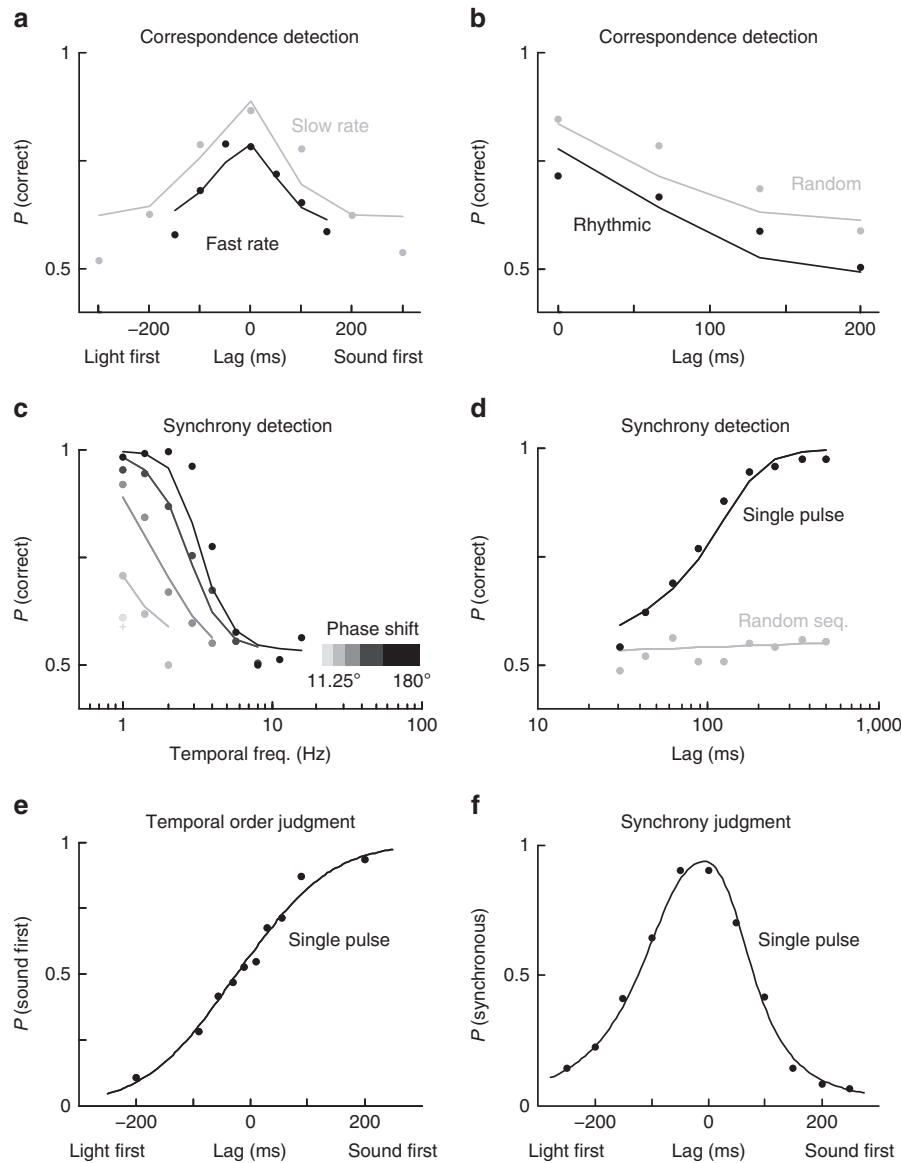 a
Correspondence detection
1
0.5
P (correct)
Slow rate
Fast rate
−200 0 200
Light first Lag (ms) Sound first
b
Correspondence detection
1
0.5
P (correct)
Random
Rhythmic
0 100 200
Lag (ms)
c
Synchrony detection
1
0.5
P (correct)
Phase shift
11.25° 180°
1 10 100
Temporal freq. (Hz)
d
Synchrony detection
1
0.5
P (correct)
Single pulse
Random seq.
10 100 1,000
Lag (ms)
e
Temporal order judgment
1
0.5
0
P (sound first)
Single pulse
−200 0 200
Light first Lag (ms) Sound first
f
Synchrony judgment
1
0.5
0
P (synchronous)
Single pulse
−200 0 200
Light first Lag (ms) Sound first